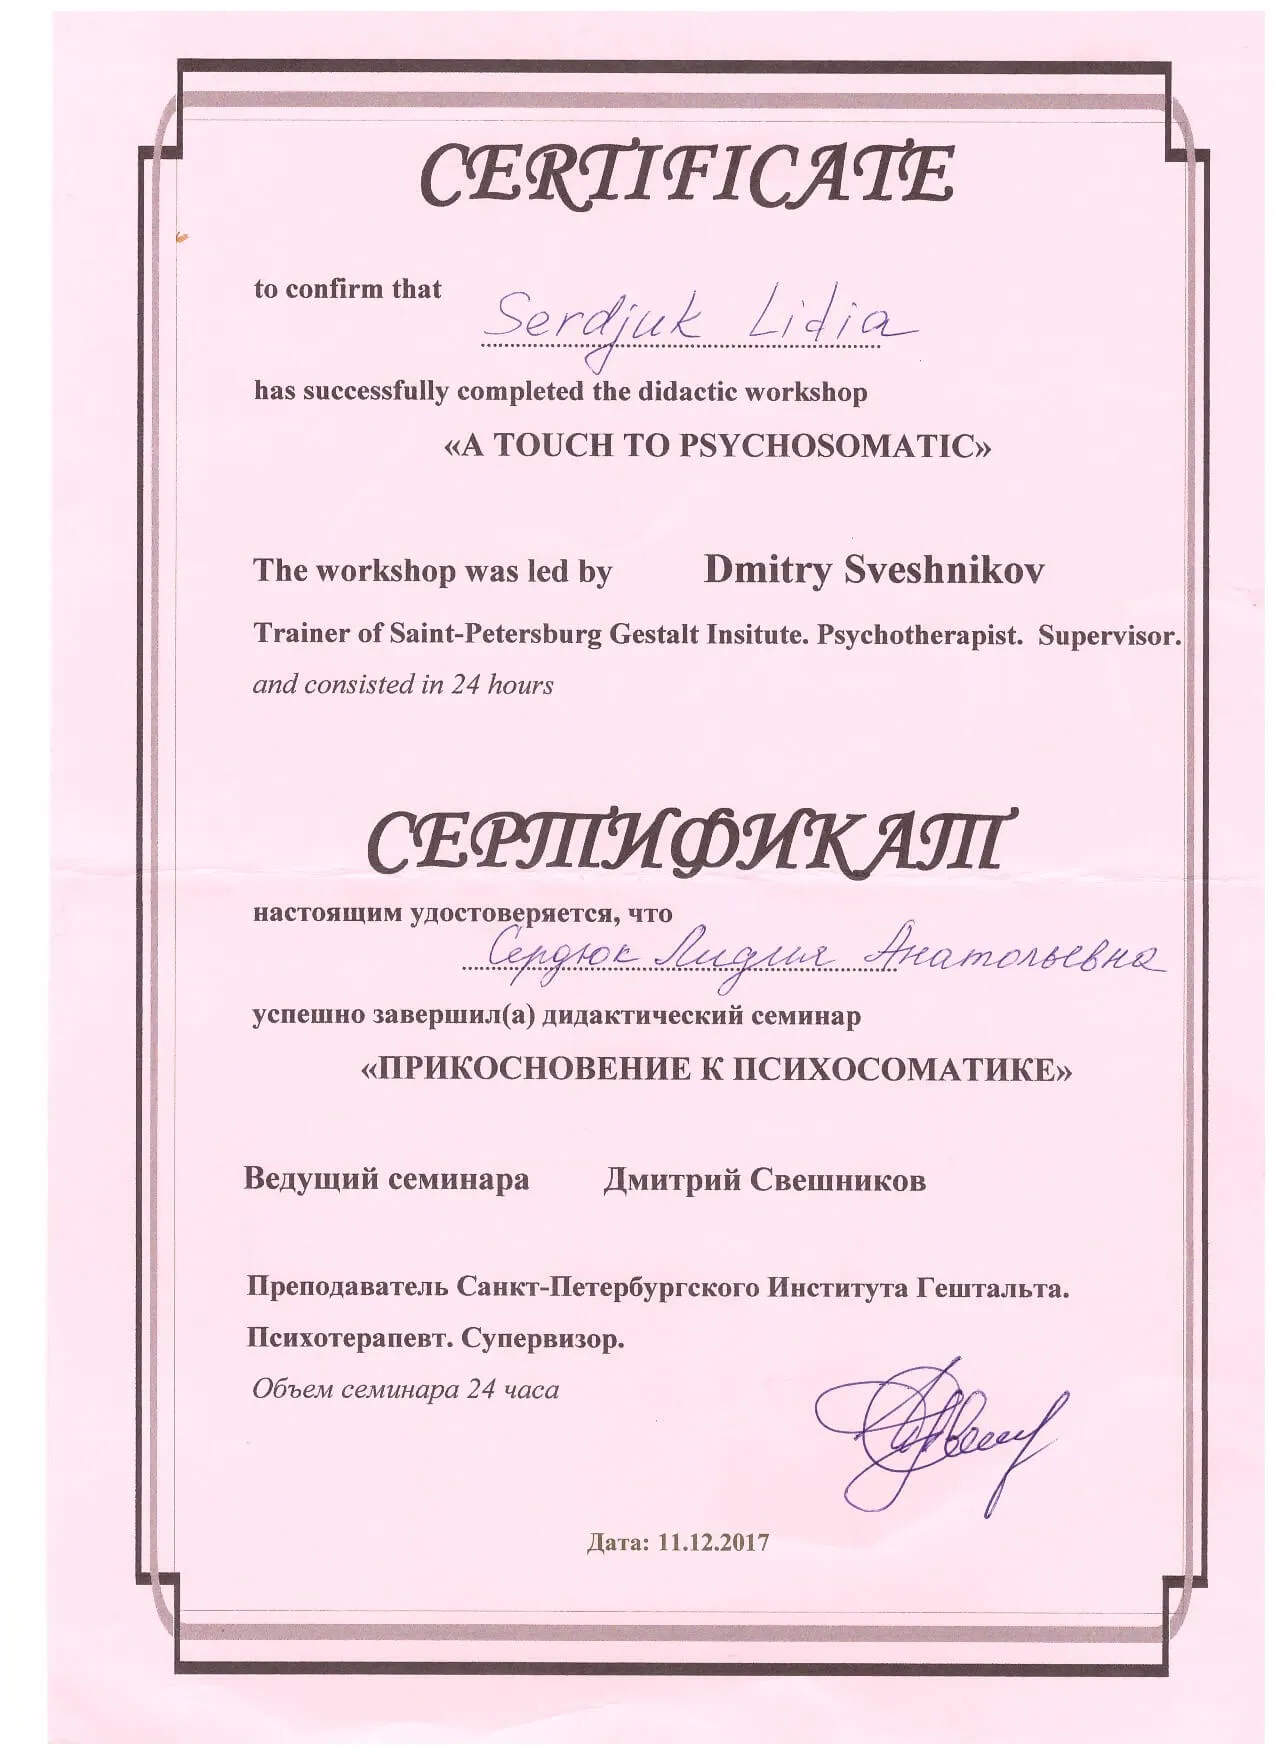 CERTIFICATE
to confirm that
Serdjuk Lidia
has successfully completed the didactic workshop
«A TOUCH TO PSYCHOSOMATIC»
The workshop was led by Dmitry Sveshnikov
Trainer of Saint-Petersburg Gestalt Insitute. Psychotherapist. Supervisor.
and consisted in 24 hours
СЕРТИФИКАТ
настоящим удостоверяется, что
Сердюк Лидия Анатольевна
успешно завершил(а) дидактический семинар
«ПРИКОСНОВЕНИЕ К ПСИХОСОМАТИКЕ»
Ведущий семинара Дмитрий Свешников
Преподаватель Санкт-Петербургского Института Гештальта.
Психотерапевт. Супервизор.
Объем семинара 24 часа
Дата: 11.12.2017